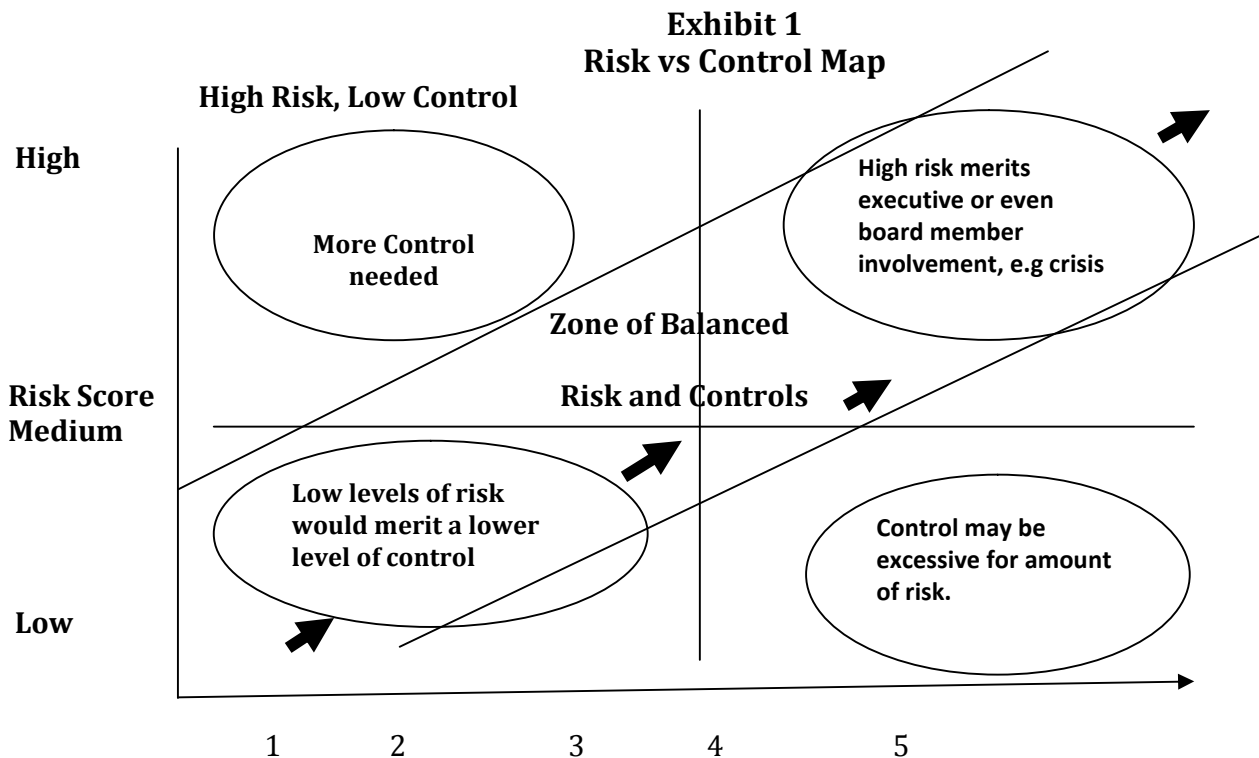 Exhibit 1
Risk vs Control Map
High Risk, Low Control
High
More Control
needed
High risk merits
executive or even
board member
involvement, e.g crisis
Zone of Balanced
Risk Score
Medium
Risk and Controls
Low levels of risk
would merit a lower
level of control
Control may be
excessive for amount
of risk.
Low
1 2 3 4 5